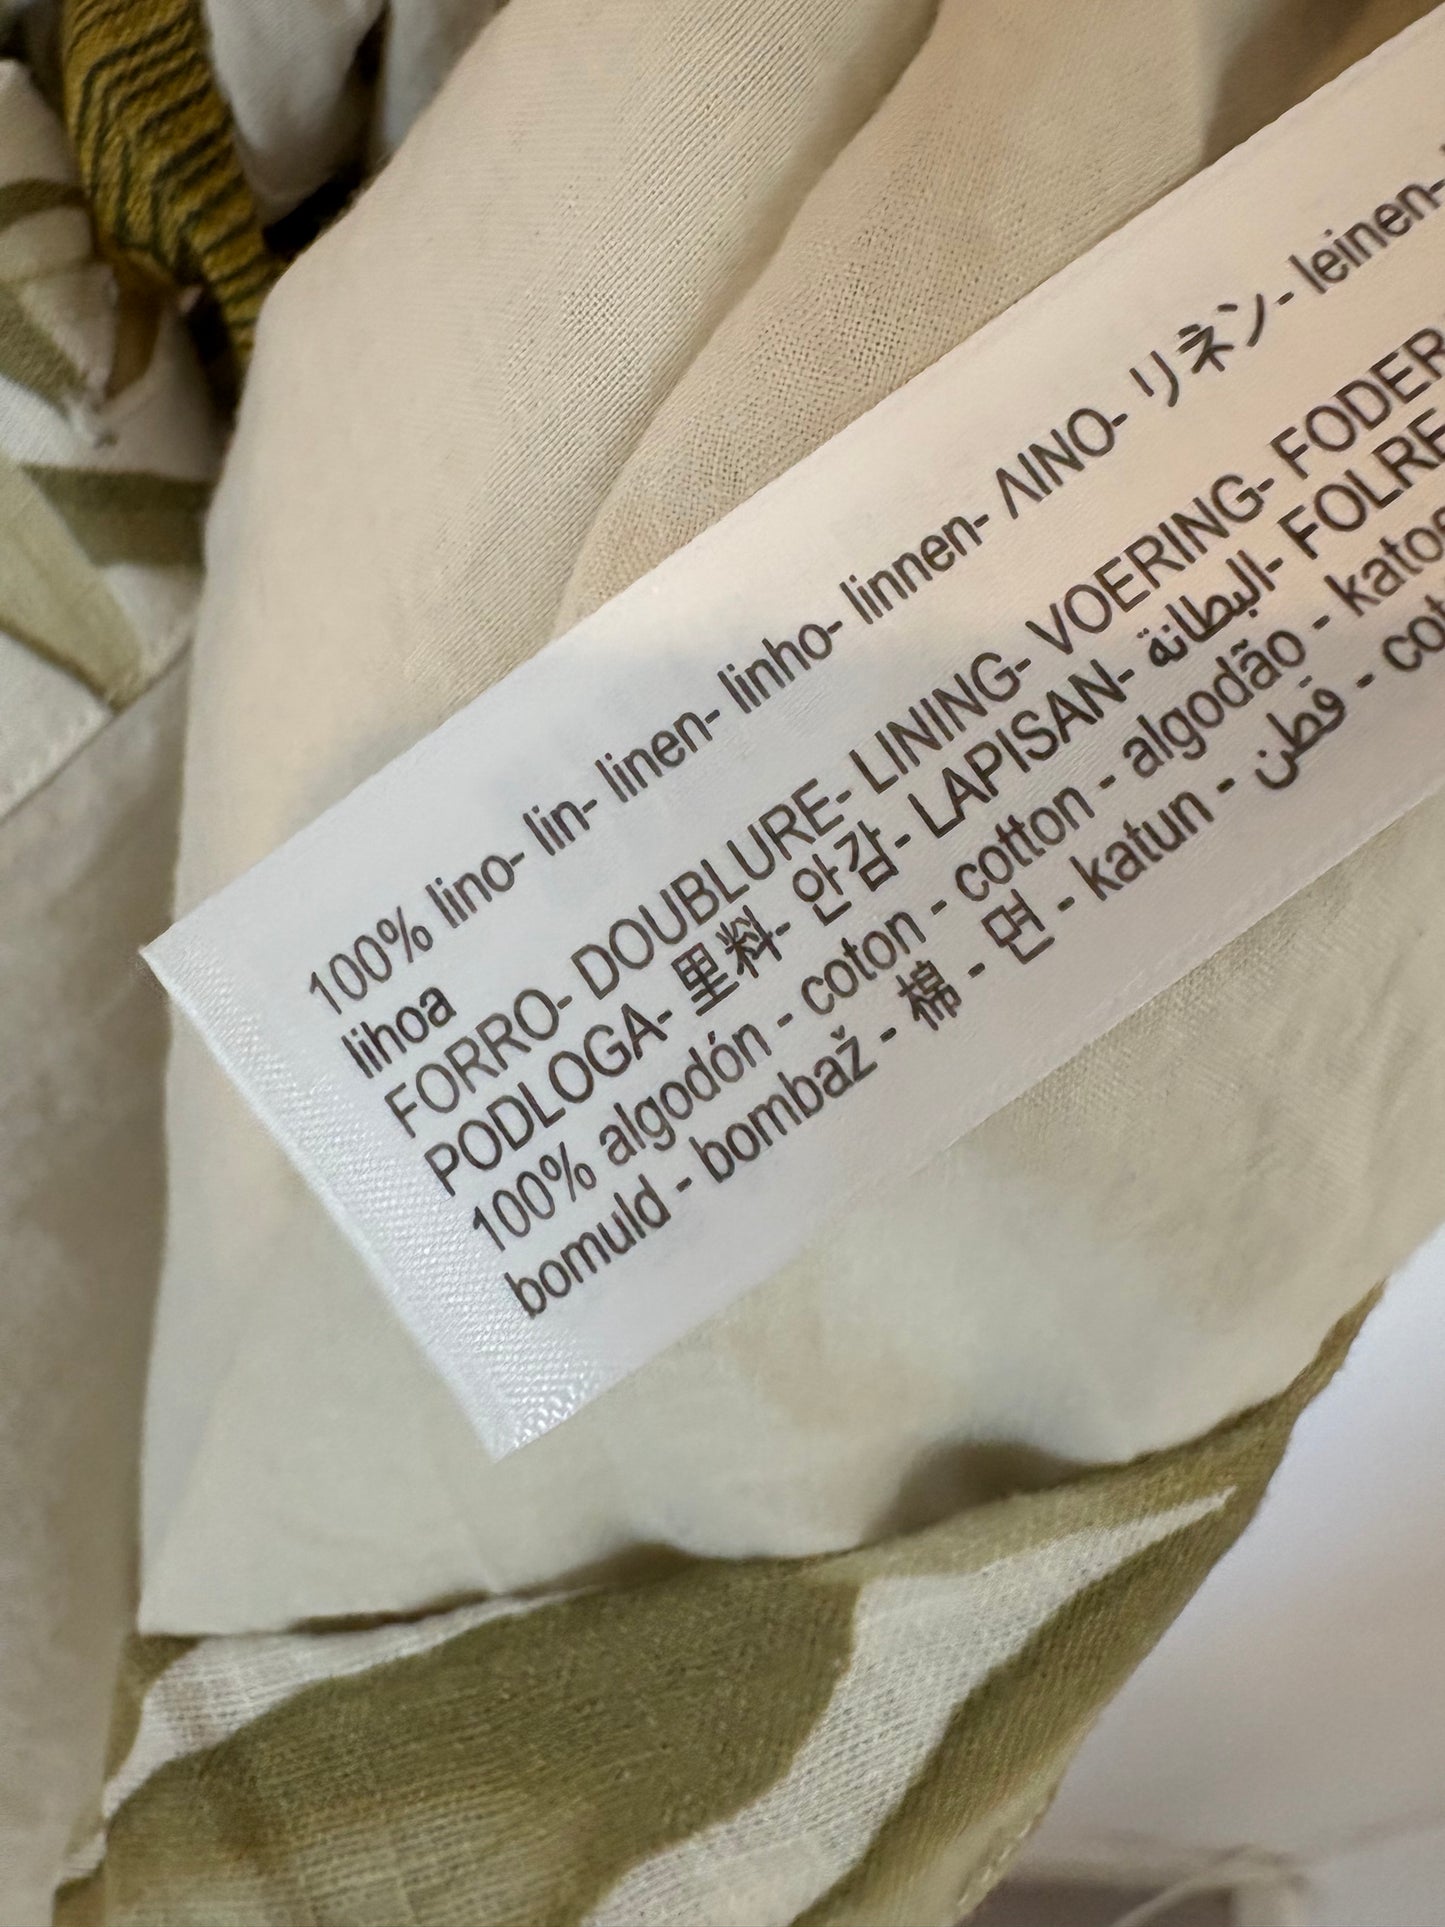 100% lino- lin- linen- linho- linnen- ΛΙΝΟ- リネン- leinen-
lihoa
FORRO- DOUBLURE- LINING- VOERING- FODER
PODLOGA- 里料- 안감- LAPISAN- البطانة- FOLRE
100% algodón - coton - cotton - algodão - katoe
bomuld - bombaž - 棉 - 면 - katun - قطن - cot